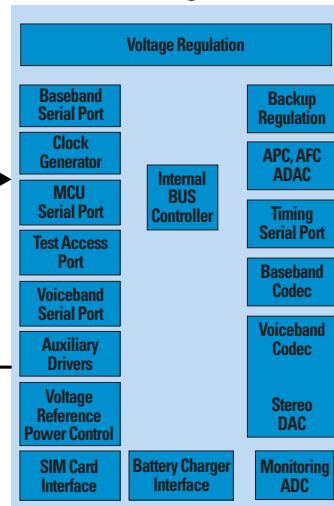 Voltage Regulation
Baseband
Serial Port
Clock
Generator
MCU
Serial Port
Test Access
Port
Voiceband
Serial Port
Auxiliary
Drivers
Voltage
Reference
Power Control
SIM Card
Interface
Internal
BUS
Controller
Battery Charger
Interface
Backup
Regulation
APC, AFC
ADAC
Timing
Serial Port
Baseband
Codec
Voiceband
Codec
Stereo
DAC
Monitoring
ADC